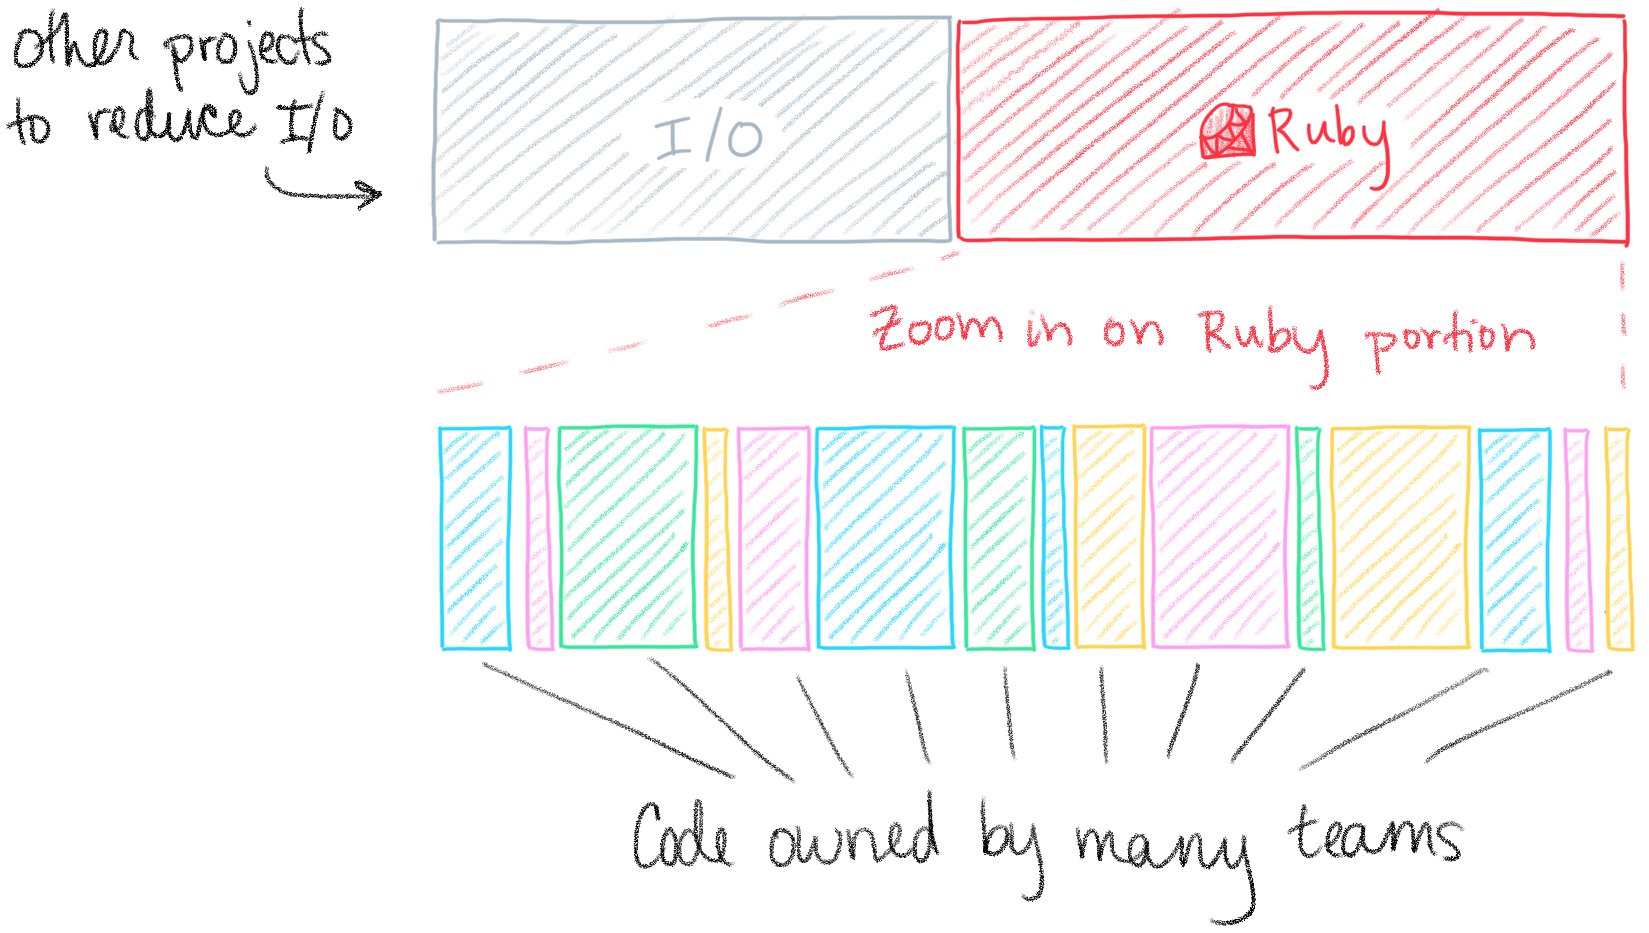 other projects
to reduce I/O
I/O
Ruby
Zoom in on Ruby portion
Code owned by many teams